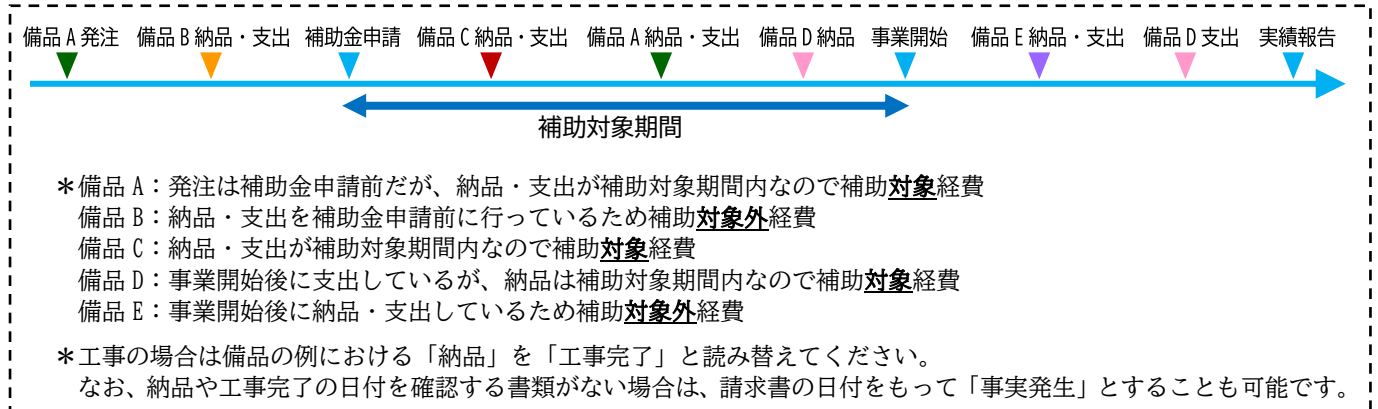 備品A発注 備品B納品・支出 補助金申請 備品C納品・支出 備品A納品・支出 備品D納品 事業開始 備品E納品・支出 備品D支出 実績報告
補助対象期間
＊備品A：発注は補助金申請前だが、納品・支出が補助対象期間内なので補助対象経費
備品B：納品・支出を補助金申請前に行っているため補助対象外経費
備品C：納品・支出が補助対象期間内なので補助対象経費
備品D：事業開始後に支出しているが、納品は補助対象期間内なので補助対象経費
備品E：事業開始後に納品・支出しているため補助対象外経費
＊工事の場合は備品の例における「納品」を「工事完了」と読み替えてください。
なお、納品や工事完了の日付を確認する書類がない場合は、請求書の日付をもって「事実発生」とすることも可能です。